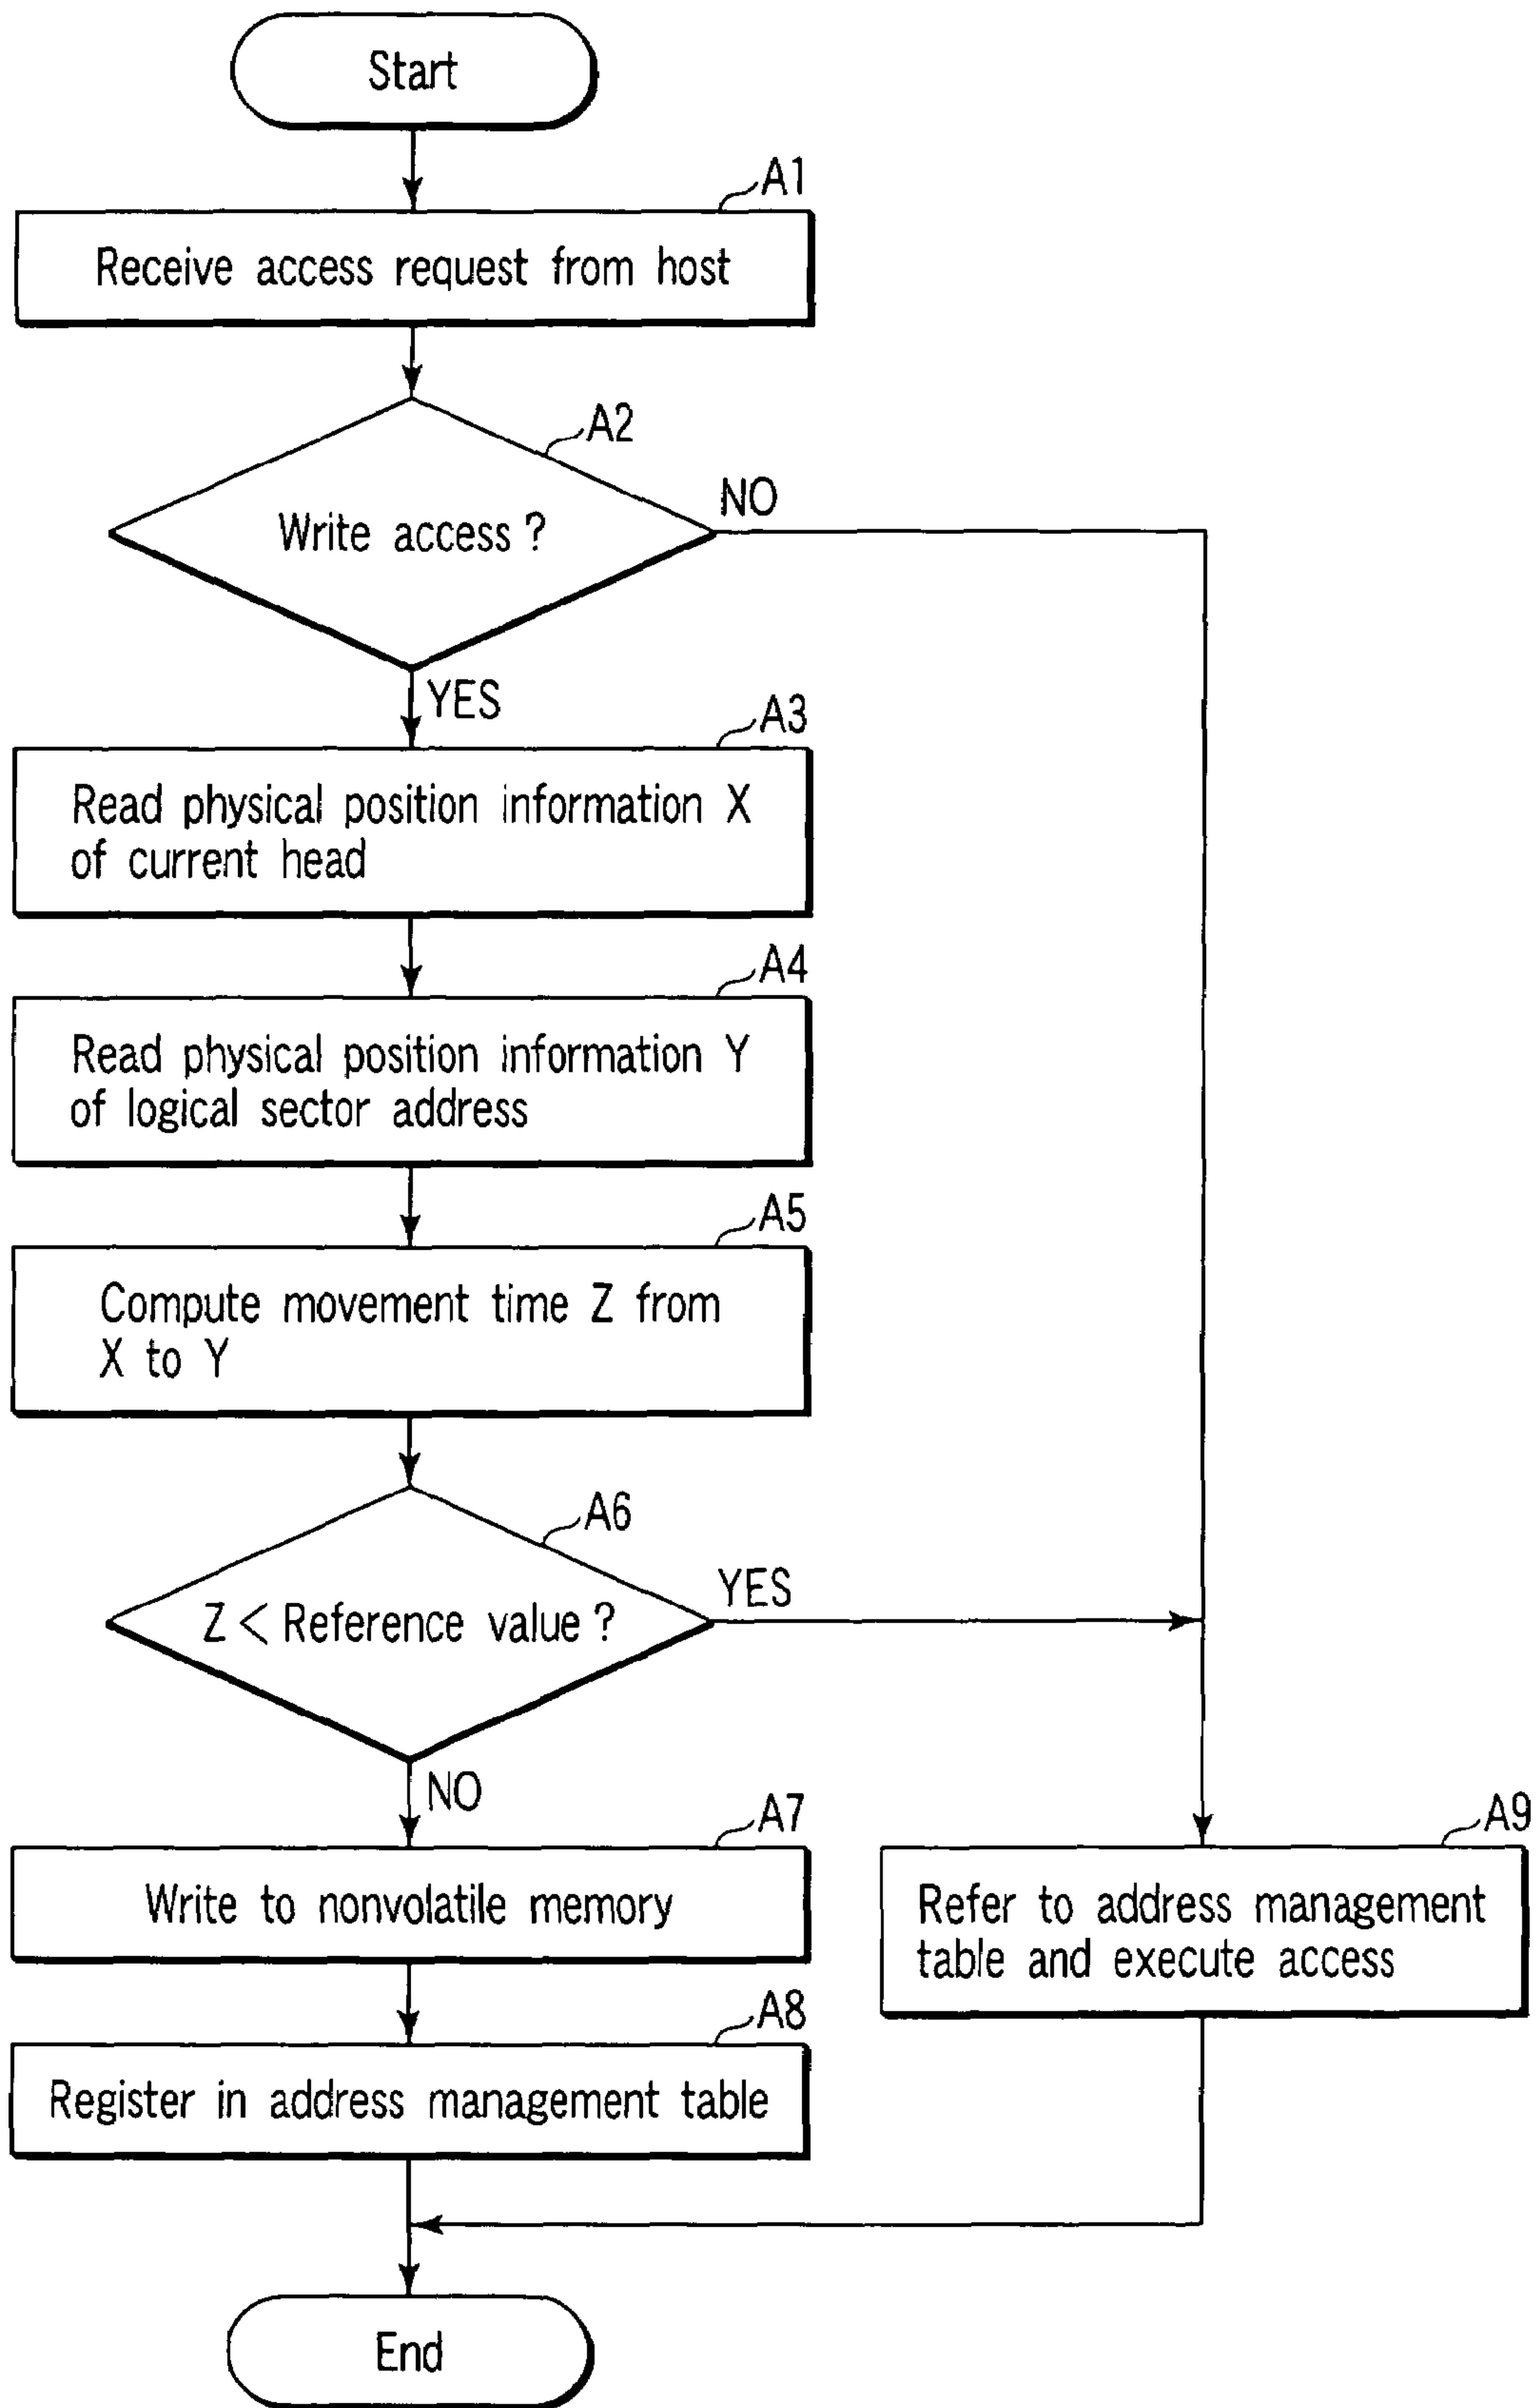 Start
A1
Receive access request from host
A2
Write access ?
NO
YES
A3
Read physical position information X
of current head
A4
Read physical position information Y
of logical sector address
A5
Compute movement time Z from
X to Y
A6
Z < Reference value ?
YES
NO
A7
Write to nonvolatile memory
A9
Refer to address management
table and execute access
A8
Register in address management table
End